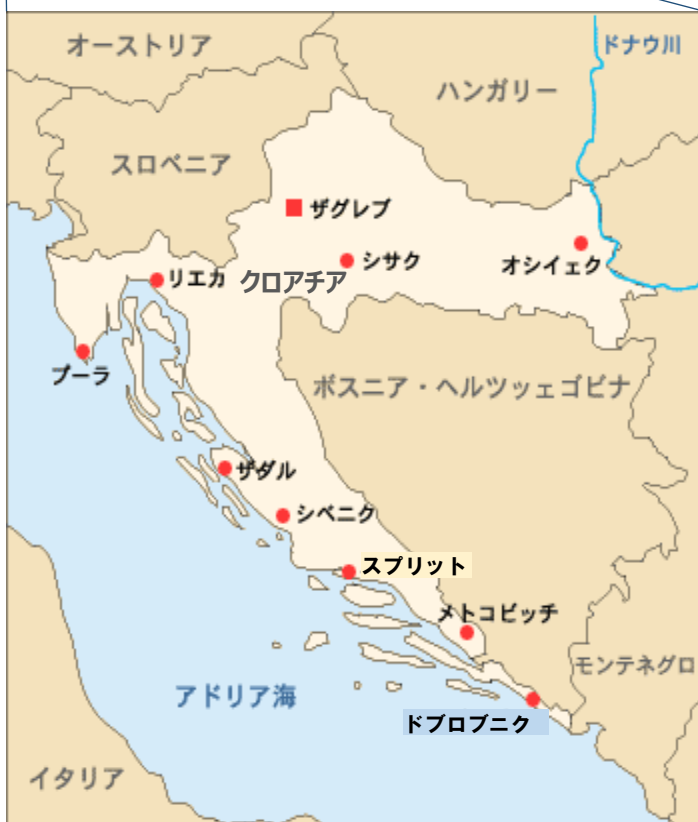 オーストリア
ドナウ川
ハンガリー
スロベニア
ザグレブ
シサク
オシイェク
リエカ
クロアチア
プーラ
ボスニア・ヘルツェゴビナ
ザダル
シベニク
スプリット
メトコビッチ
モンテネグロ
アドリア海
ドブロブニク
イタリア